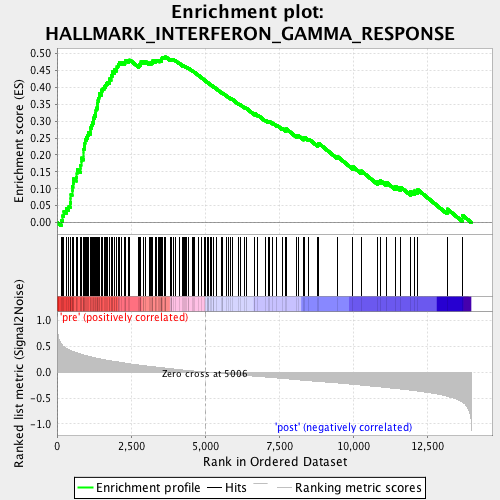 Enrichment plot:
HALLMARK_INTERFERON_GAMMA_RESPONSE
Enrichment score (ES)
0.50
0.45
0.40
0.35
0.30
0.25
0.20
0.15
0.10
0.05
0.00
Ranked list metric (Signal2Noise)
1.0
0.5
0.0
-0.5
-1.0
'pre' (positively correlated)
Zero cross at 5006
'post' (negatively correlated)
0 2,500 5,000 7,500 10,000 12,500
Rank in Ordered Dataset
Enrichment profile Hits Ranking metric scores